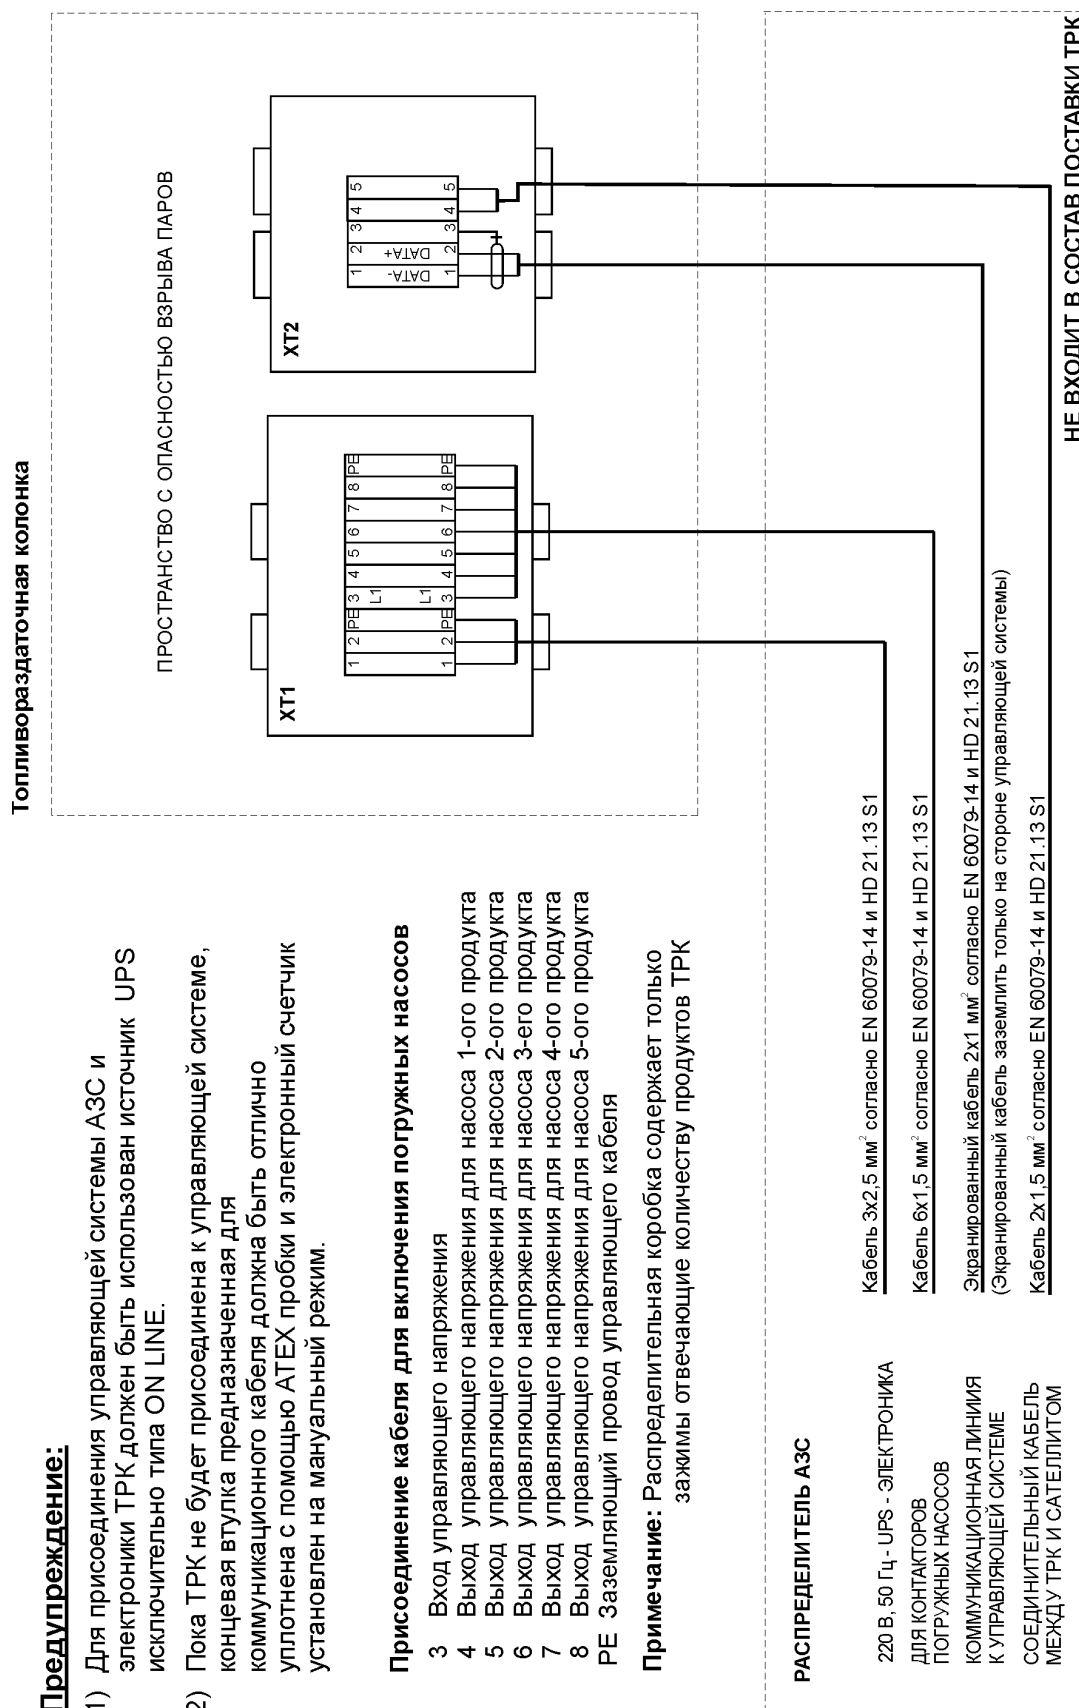 Предупреждение:
1) Для присоединения управляющей системы АЗС и
электроники ТРК должен быть использован источник UPS
исключительно типа ON LINE.
2) Пока ТРК не будет присоединена к управляющей системе,
концевая втулка предназначенная для
коммуникационного кабеля должна быть отлично
уплотнена с помощью ATEX пробки и электронный счетчик
установлен на мануальный режим.
Присоединение кабеля для включения погружных насосов
3 Вход управляющего напряжения
4 Выход управляющего напряжения для насоса 1-ого продукта
5 Выход управляющего напряжения для насоса 2-ого продукта
6 Выход управляющего напряжения для насоса 3-его продукта
7 Выход управляющего напряжения для насоса 4-ого продукта
8 Выход управляющего напряжения для насоса 5-ого продукта
PE Заземляющий провод управляющего кабеля
Примечание: Распределительная коробка содержает только
зажимы отвечающие количеству продуктов ТРК
Топливораздаточная колонка
ПРОСТРАНСТВО С ОПАСНОСТЬЮ ВЗРЫВА ПАРОВ
XT1
1 2 PE 3 4 5 6 7 8 PE
L1
L1
1 2 PE 3 4 5 6 7 8 PE
XT2
1 2 3 4 5
DATA- DATA+
1 2 3 4 5
РАСПРЕДЕЛИТЕЛЬ АЗС
220 В, 50 Гц - UPS - ЭЛЕКТРОНИКА
Кабель 3x2,5 мм² согласно EN 60079-14 и HD 21.13 S1
ДЛЯ КОНТАКТОРОВ
ПОГРУЖНЫХ НАСОСОВ
Кабель 6x1,5 мм² согласно EN 60079-14 и HD 21.13 S1
КОММУНИКАЦИОННАЯ ЛИНИИЯ
К УПРАВЛЯЮЩЕЙ СИСТЕМЕ
Экранированный кабель 2x1 мм² согласно EN 60079-14 и HD 21.13 S1
(Экранированный кабель заземлить только на стороне управляющей системы)
СОЕДИНИТЕЛЬНЫЙ КАБЕЛЬ
МЕЖДУ ТРК И САТЕЛЛИТОМ
Кабель 2x1,5 мм² согласно EN 60079-14 и HD 21.13 S1
НЕ ВХОДИТ В СОСТАВ ПОСТАВКИ ТРК